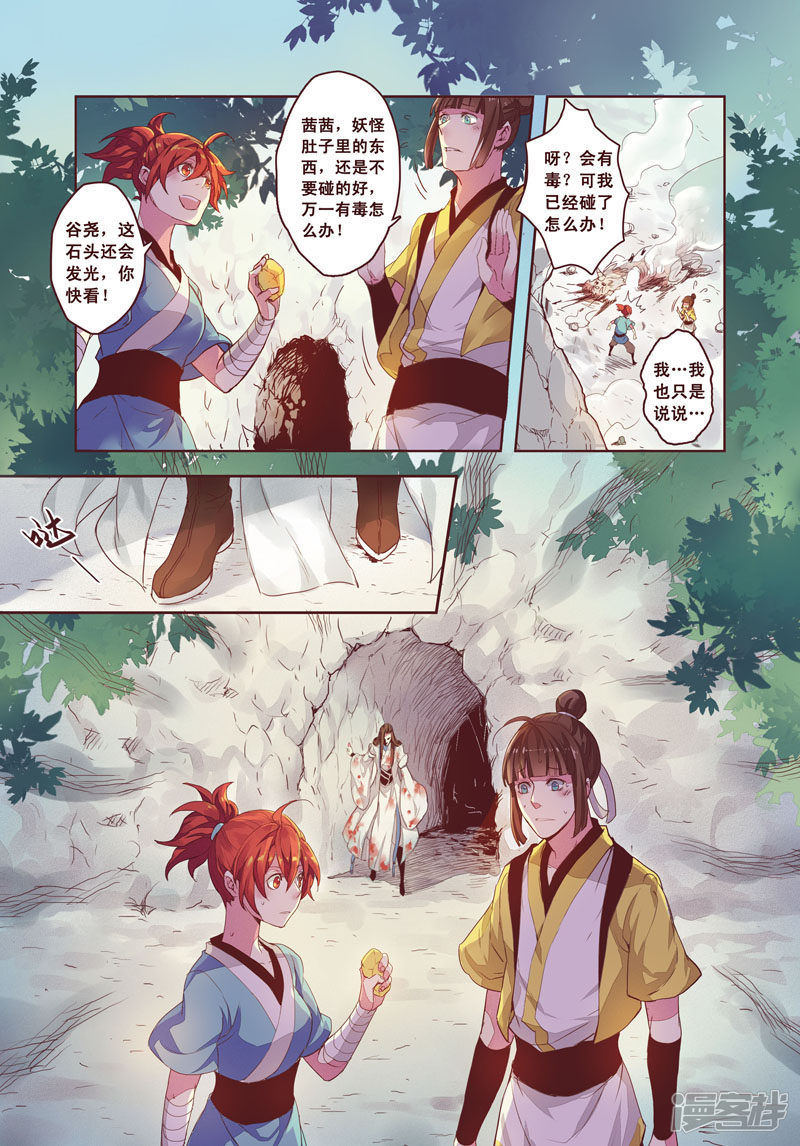 谷尧，这
石头还会
发光，你
快看！
茜茜，妖怪
肚子里的东
西，还是不
要碰的好，
万一有毒怎
么办！
呀？会有
毒？可我
已经碰了
怎么办！
我…我
也只是
说说…
哒
漫客栈